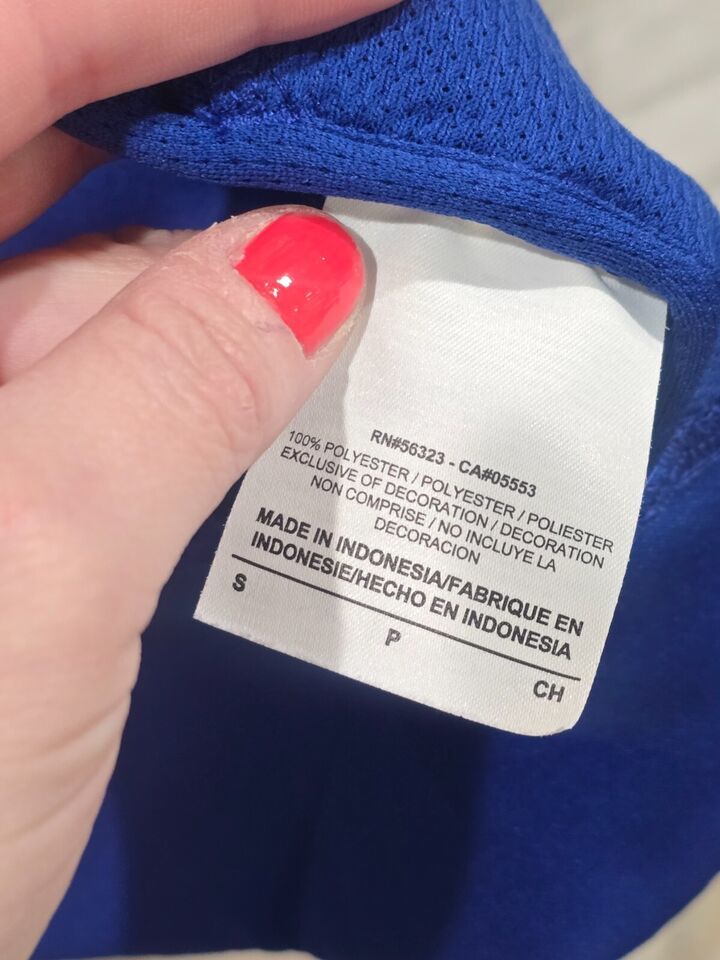 RN#56323 - CA#05553
100% POLYESTER / POLYESTER / POLIESTER
EXCLUSIVE OF DECORATION / DECORATION
NON COMPRISE / NO INCLUYE LA
DECORACION
MADE IN INDONESIA/FABRIQUE EN
INDONESIE/HECHO EN INDONESIA
S P CH